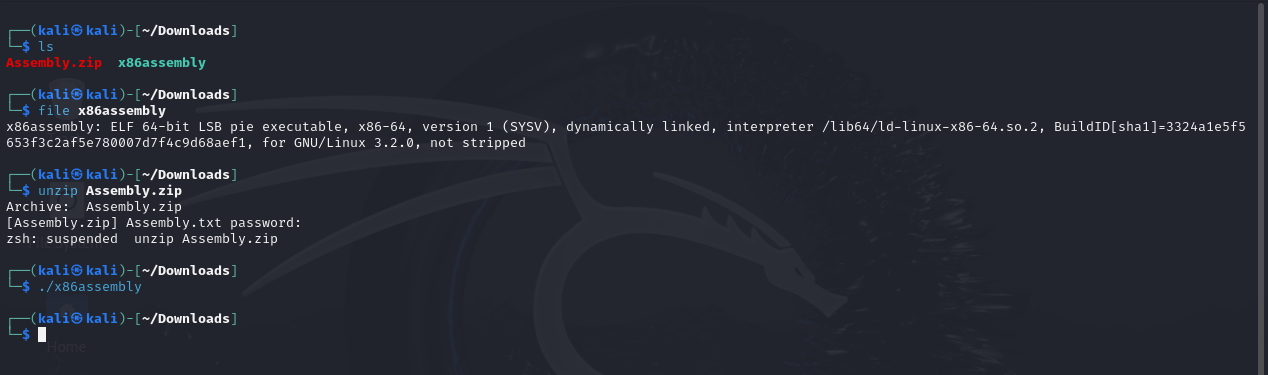 ┌──(kali㉿kali)-[~/Downloads]
└─$ ls
Assembly.zip  x86assembly
┌──(kali㉿kali)-[~/Downloads]
└─$ file x86assembly
x86assembly: ELF 64-bit LSB pie executable, x86-64, version 1 (SYSV), dynamically linked, interpreter /lib64/ld-linux-x86-64.so.2, BuildID[sha1]=3324a1e5f5
653f3c2af5e780007d7f4c9d68aef1, for GNU/Linux 3.2.0, not stripped
┌──(kali㉿kali)-[~/Downloads]
└─$ unzip Assembly.zip
Archive:  Assembly.zip
[Assembly.zip] Assembly.txt password:
zsh: suspended  unzip Assembly.zip
┌──(kali㉿kali)-[~/Downloads]
└─$ ./x86assembly
┌──(kali㉿kali)-[~/Downloads]
└─$
Home